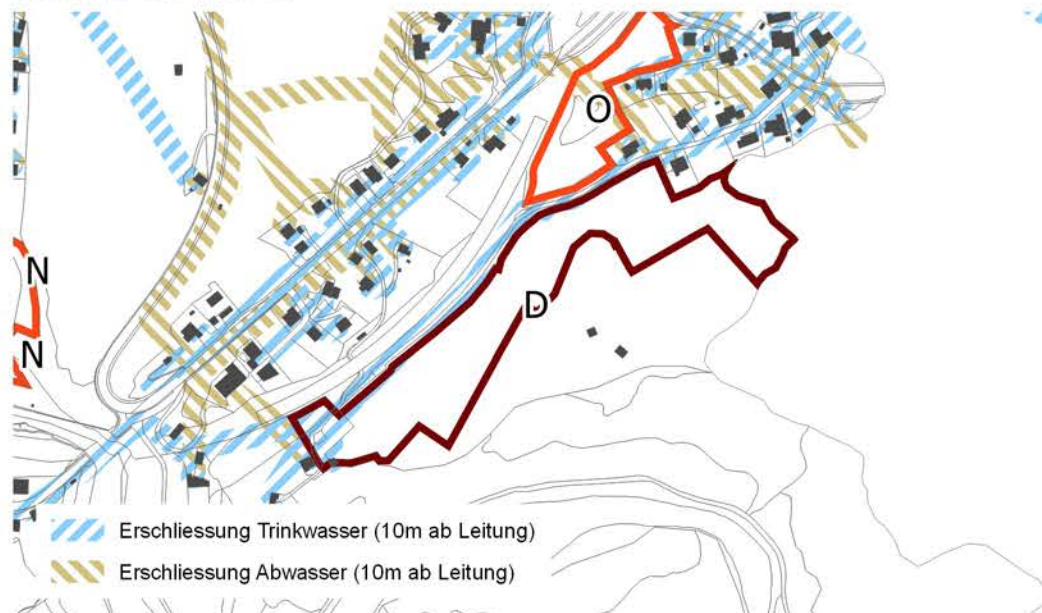 O
N
D
N
Erschliessung Trinkwasser (10m ab Leitung)
Erschliessung Abwasser (10m ab Leitung)